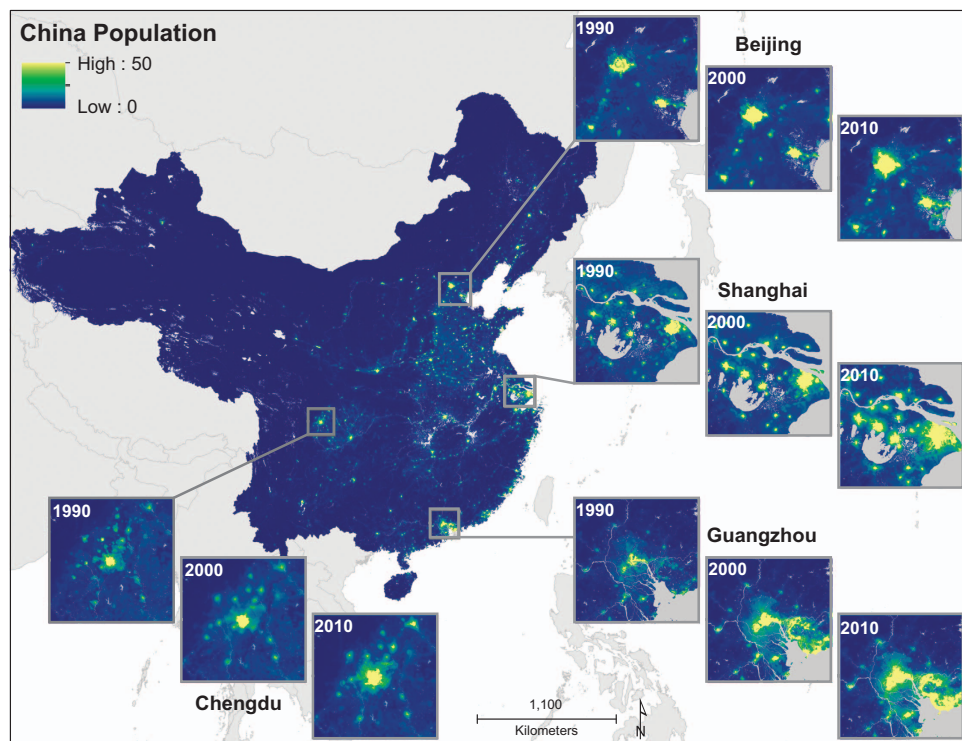 China Population
High : 50
Low : 0
1990
Beijing
2000
2010
1990
Shanghai
2000
2010
1990
Guangzhou
2000
2010
1990
2000
2010
Chengdu
1,100
Kilometers
N